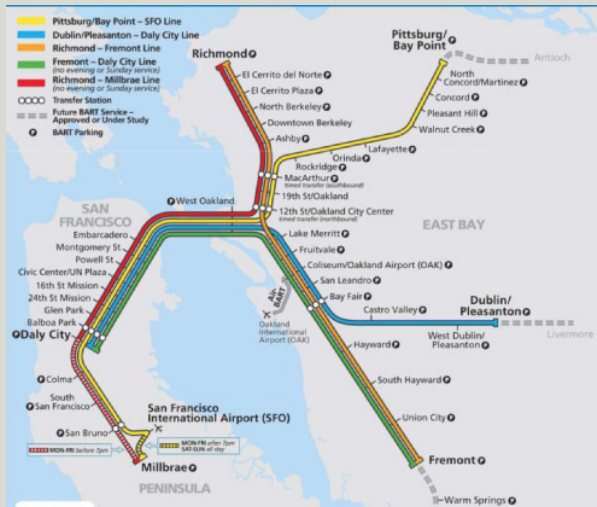 Pittsburg/Bay Point – SFO Line
Dublin/Pleasanton – Daly City Line
Richmond – Fremont Line
Fremont – Daly City Line
(no evening or Sunday service)
Richmond – Millbrae Line
(no evening or Sunday service)
Transfer Station
Future BART Service –
Approved or Under Study
P BART Parking
Richmond P
Pittsburg/
Bay Point P
Antioch
El Cerrito del Norte P
El Cerrito Plaza P
North Berkeley P
Downtown Berkeley
Ashby P
North
Concord/Martinez P
Concord P
Pleasant Hill P
Walnut Creek P
Lafayette P
Orinda P
Rockridge P
MacArthur P
timed transfer (southbound)
19th St/Oakland
12th St/Oakland City Center
timed transfer (northbound)
P West Oakland
SAN
FRANCISCO
EAST BAY
Embarcadero
Montgomery St
Powell St
Civic Center/UN Plaza
16th St Mission
24th St Mission
Glen Park
Balboa Park
P Daly City
Lake Merritt P
Fruitvale P
Coliseum/Oakland Airport (OAK) P
San Leandro P
Bay Fair P
Air-
BART
Oakland
International
Airport (OAK)
Castro Valley P
Dublin/
Pleasanton P
West Dublin/
Pleasanton P
Livermore
Hayward P
South Hayward P
Union City P
Fremont P
Warm Springs P
P Colma
South
P San Francisco
P San Bruno
San Francisco
International Airport (SFO)
MON-FRI before 7pm
MON-FRI after 7pm
SAT-SUN all day
Millbrae P
PENINSULA